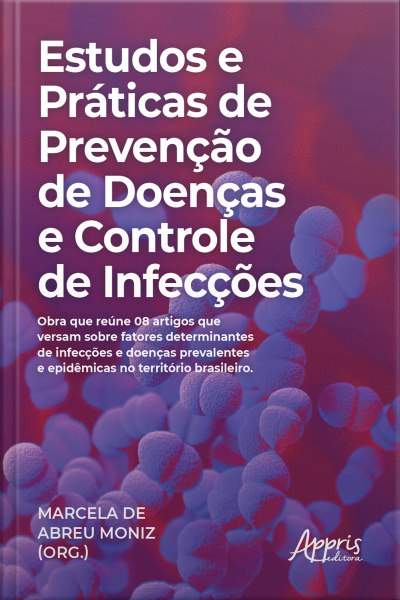 Estudos e
Práticas de
Prevenção
de Doenças
e Controle
de Infecções
Obra que reúne 08 artigos que
versam sobre fatores determinantes
de infecções e doenças prevalentes
e epidêmicas no território brasileiro.
MARCELA DE
ABREU MONIZ
(ORG.)
Appris
editora